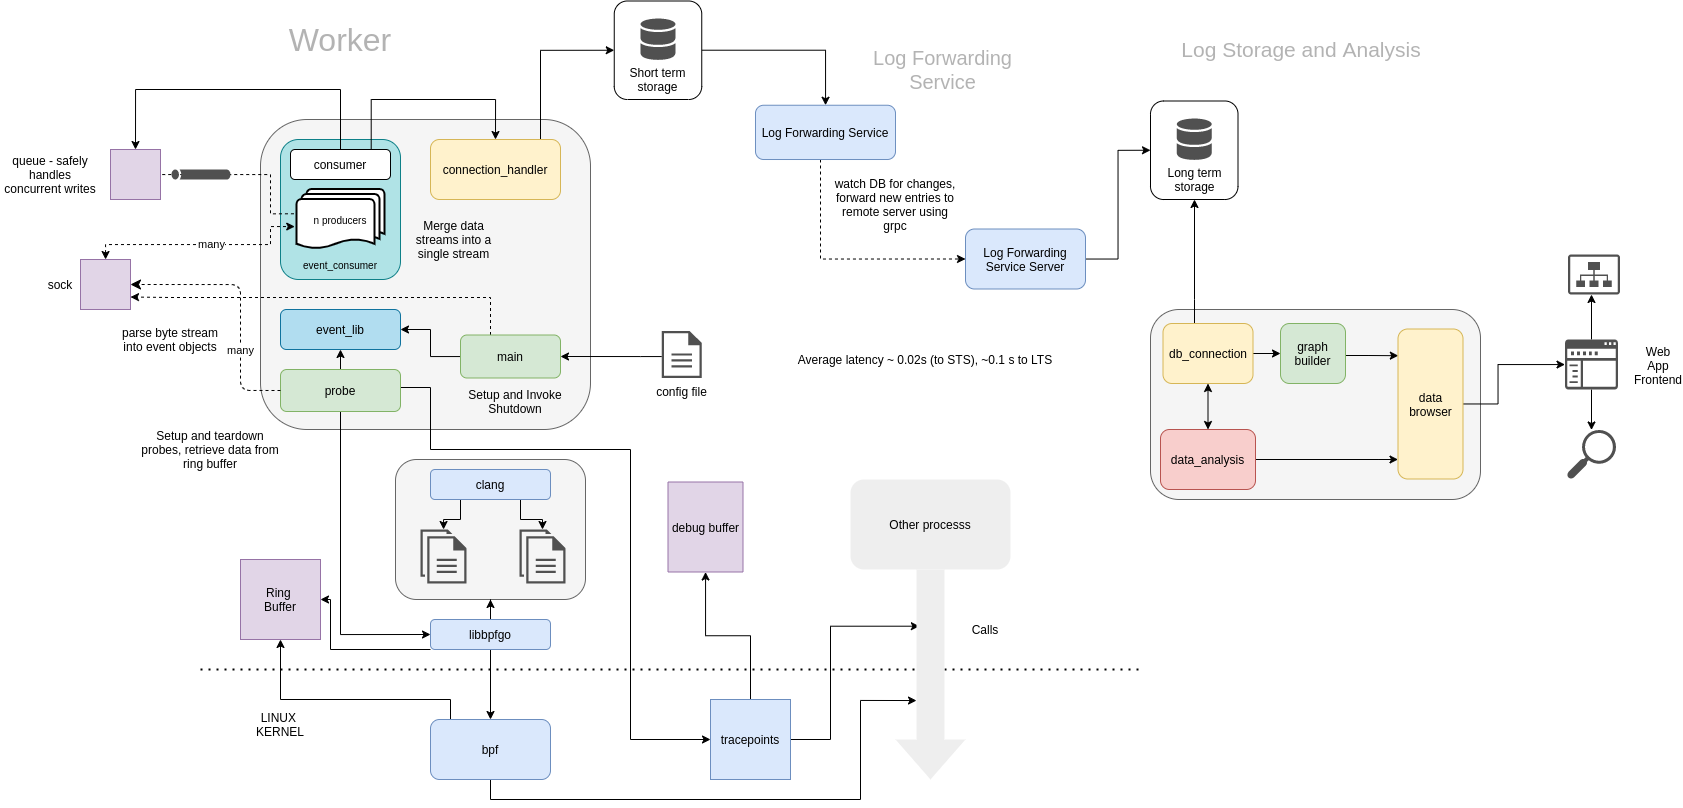 Worker
Log Forwarding
Service
Log Storage and Analysis
Short term
storage
Log Forwarding Service
queue - safely
handles
concurrent writes
consumer
connection_handler
n producers
event_consumer
Merge data
streams into a
single stream
watch DB for changes,
forward new entries to
remote server using
grpc
Long term
storage
many
sock
Log Forwarding
Service Server
parse byte stream
into event objects
many
event_lib
main
probe
Setup and Invoke
Shutdown
config file
Average latency ~ 0.02s (to STS), ~0.1 s to LTS
db_connection
graph
builder
data
browser
data_analysis
Web
App
Frontend
Setup and teardown
probes, retrieve data from
ring buffer
clang
debug buffer
Other processs
Ring
Buffer
libbpfgo
Calls
LINUX
KERNEL
bpf
tracepoints